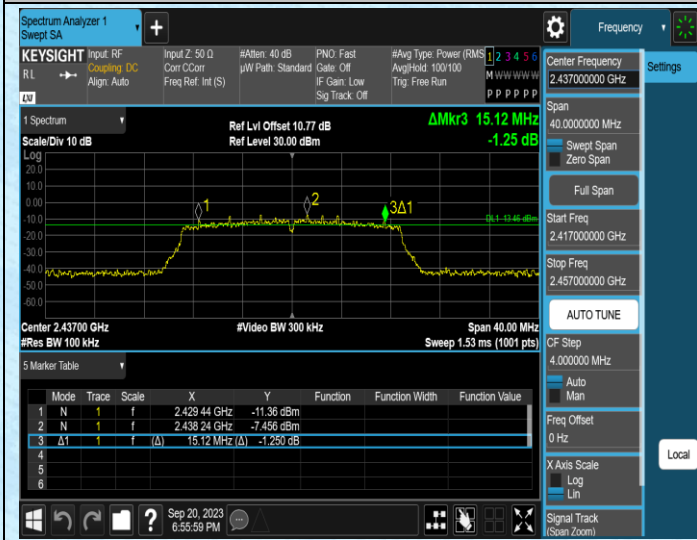 Spectrum Analyzer 1
Swept SA
+
Frequency
KEYSIGHT
RL
LXI
Input: RF
Coupling: DC
Align: Auto
Input Z: 50 Ω
Corr CCorr
Freq Ref: Int (S)
#Atten: 40 dB
µW Path: Standard
PNO: Fast
Gate: Off
IF Gain: Low
Sig Track: Off
#Avg Type: Power (RMS
Avg|Hold: 100/100
Trig: Free Run
1 2 3 4 5 6
M W W W W W
P P P P P P
1 Spectrum
Scale/Div 10 dB
Ref Lvl Offset 10.77 dB
Ref Level 30.00 dBm
ΔMkr3 15.12 MHz
-1.25 dB
Log
20.0
10.0
0.00
-10.0
-20.0
-30.0
-40.0
-50.0
-60.0
1
2
3Δ1
DL1 -13.46 dBm
Center 2.43700 GHz
#Video BW 300 kHz
Span 40.00 MHz
#Res BW 100 kHz
Sweep 1.53 ms (1001 pts)
5 Marker Table
Mode Trace Scale X Y Function Function Width Function Value
1 N 1 f 2.429 44 GHz -11.36 dBm
2 N 1 f 2.438 24 GHz -7.456 dBm
3 Δ1 1 f (Δ) 15.12 MHz (Δ) -1.250 dB
4
5
6
?
Sep 20, 2023
6:55:59 PM
Center Frequency
2.437000000 GHz
Settings
Span
40.0000000 MHz
Swept Span
Zero Span
Full Span
Start Freq
2.417000000 GHz
Stop Freq
2.457000000 GHz
AUTO TUNE
CF Step
4.000000 MHz
Auto
Man
Freq Offset
0 Hz
Local
X Axis Scale
Log
Lin
Signal Track
(Span Zoom)